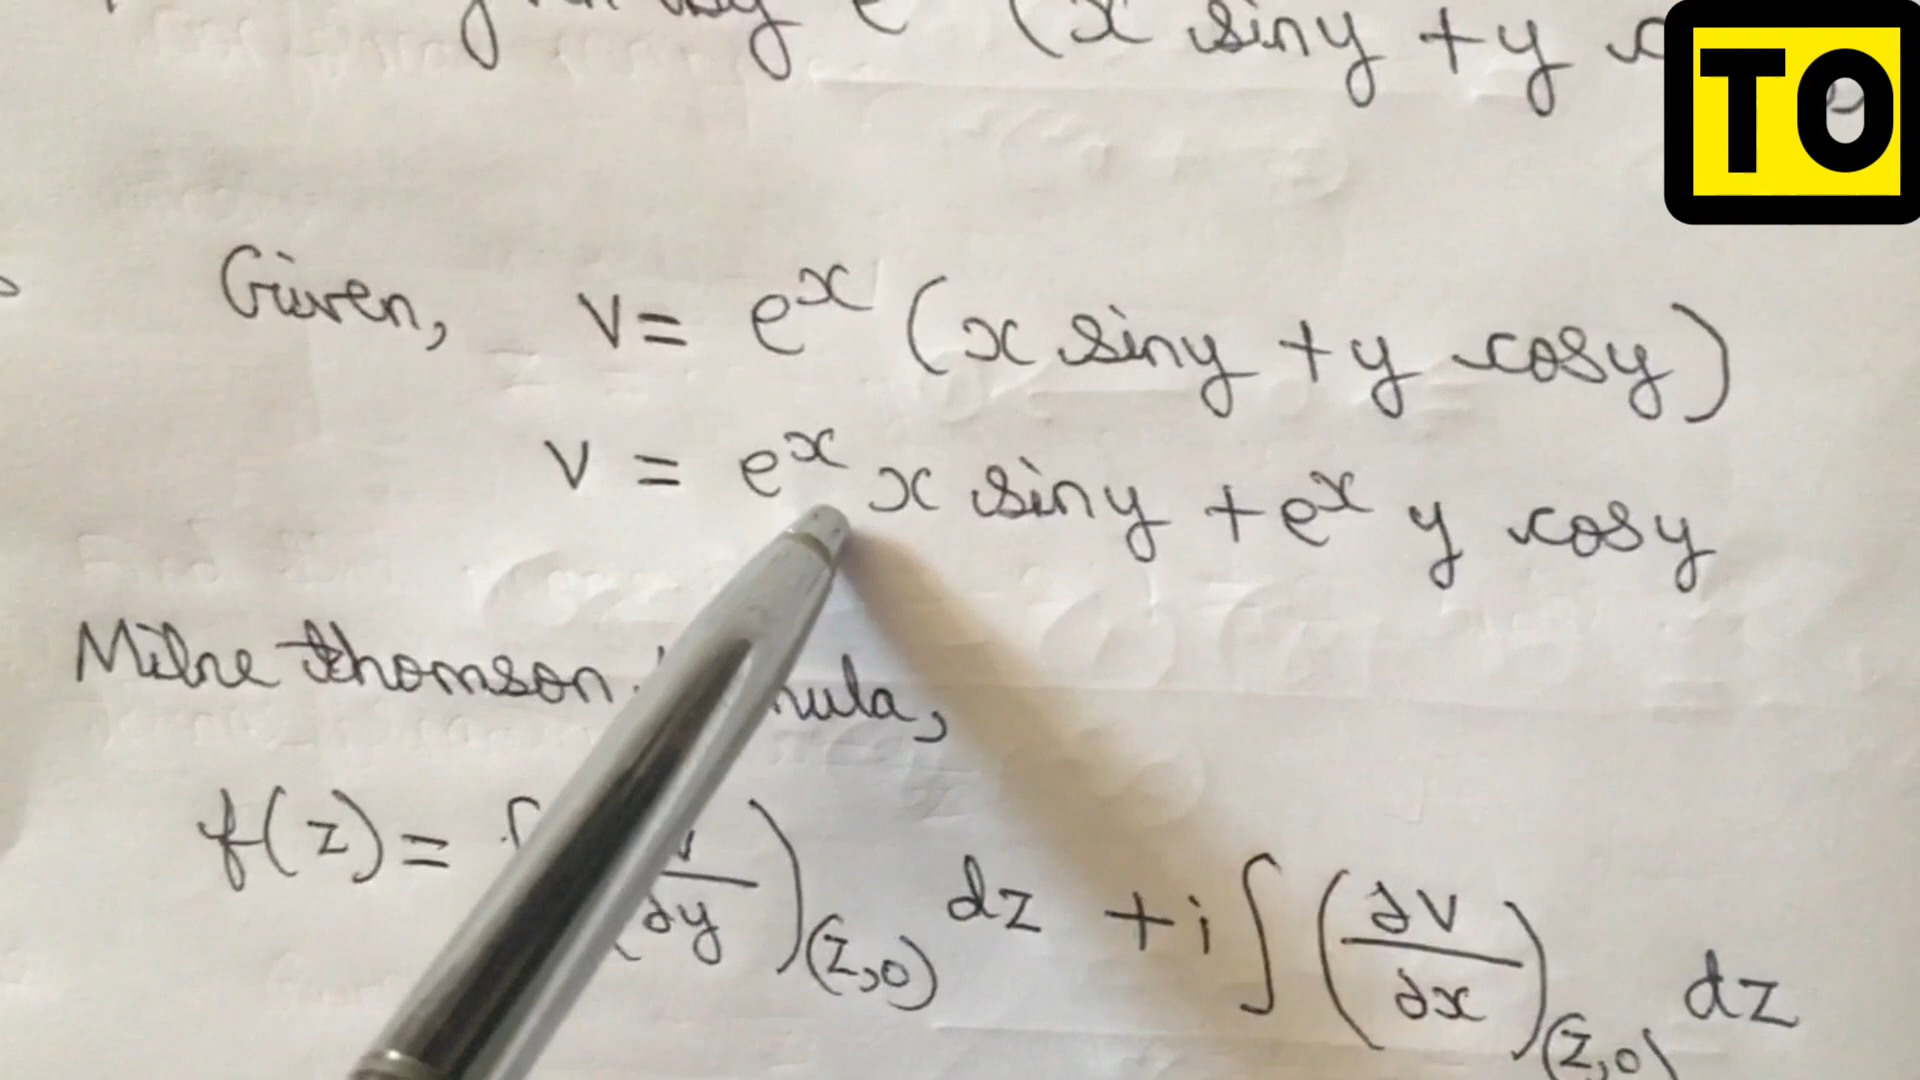 (x siny + y
TO
Given, V = e^x (x siny + y cosy)
V = e^x x siny + e^x y cosy
Milne thomson
f(z) = ∂y (z,0) dz + i ∫ (∂V/∂x) (z,0) dz